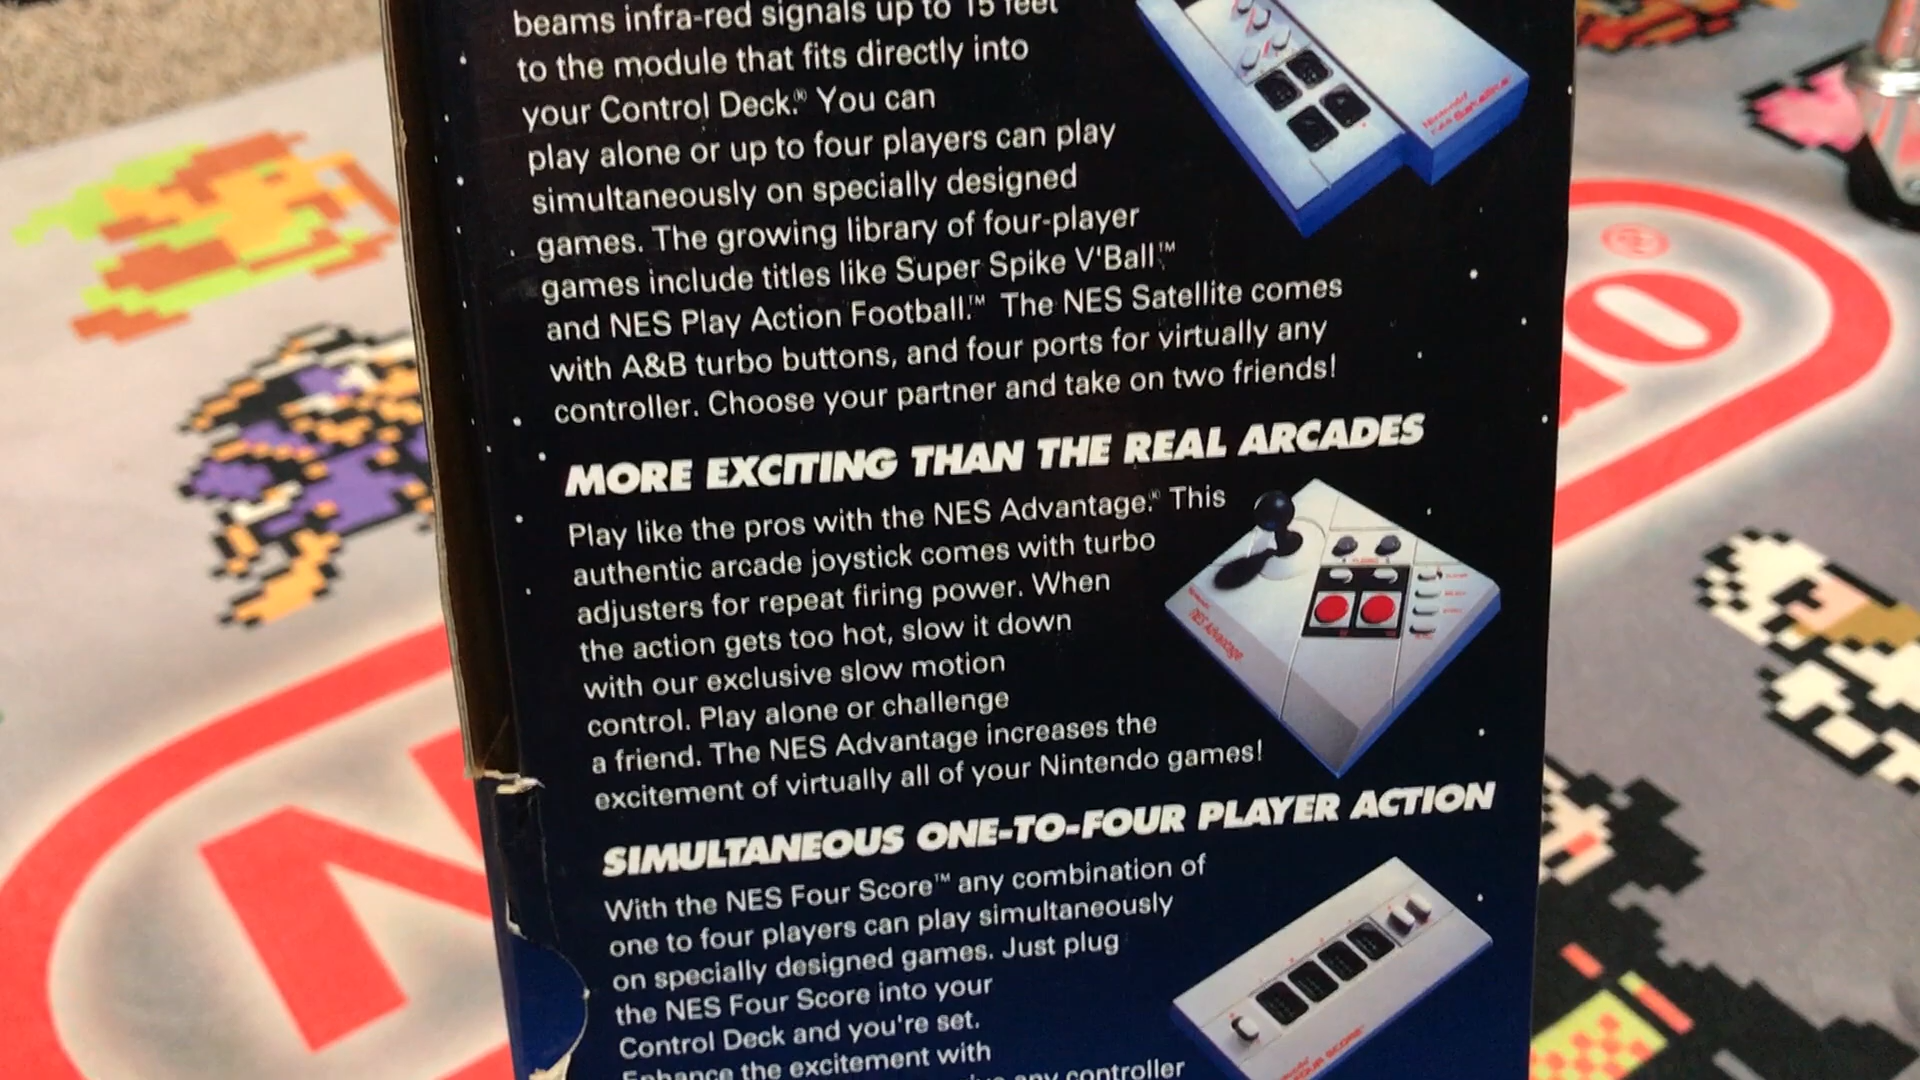 beams infra-red signals up to 15 feet
to the module that fits directly into
your Control Deck.® You can
play alone or up to four players can play
simultaneously on specially designed
games. The growing library of four-player
games include titles like Super Spike V'Ball™
and NES Play Action Football.™ The NES Satellite comes
with A&B turbo buttons, and four ports for virtually any
controller. Choose your partner and take on two friends!
MORE EXCITING THAN THE REAL ARCADES
Play like the pros with the NES Advantage.® This
authentic arcade joystick comes with turbo
adjusters for repeat firing power. When
the action gets too hot, slow it down
with our exclusive slow motion
control. Play alone or challenge
a friend. The NES Advantage increases the
excitement of virtually all of your Nintendo games!
NES Advantage
SIMULTANEOUS ONE-TO-FOUR PLAYER ACTION
With the NES Four Score™ any combination of
one to four players can play simultaneously
on specially designed games. Just plug
the NES Four Score into your
Control Deck and you're set.
Enhance the excitement with
any controller